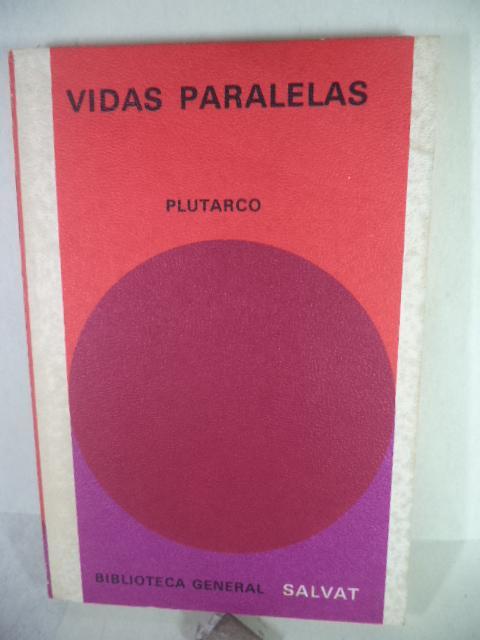 VIDAS PARALELAS
PLUTARCO
BIBLIOTECA GENERAL SALVAT